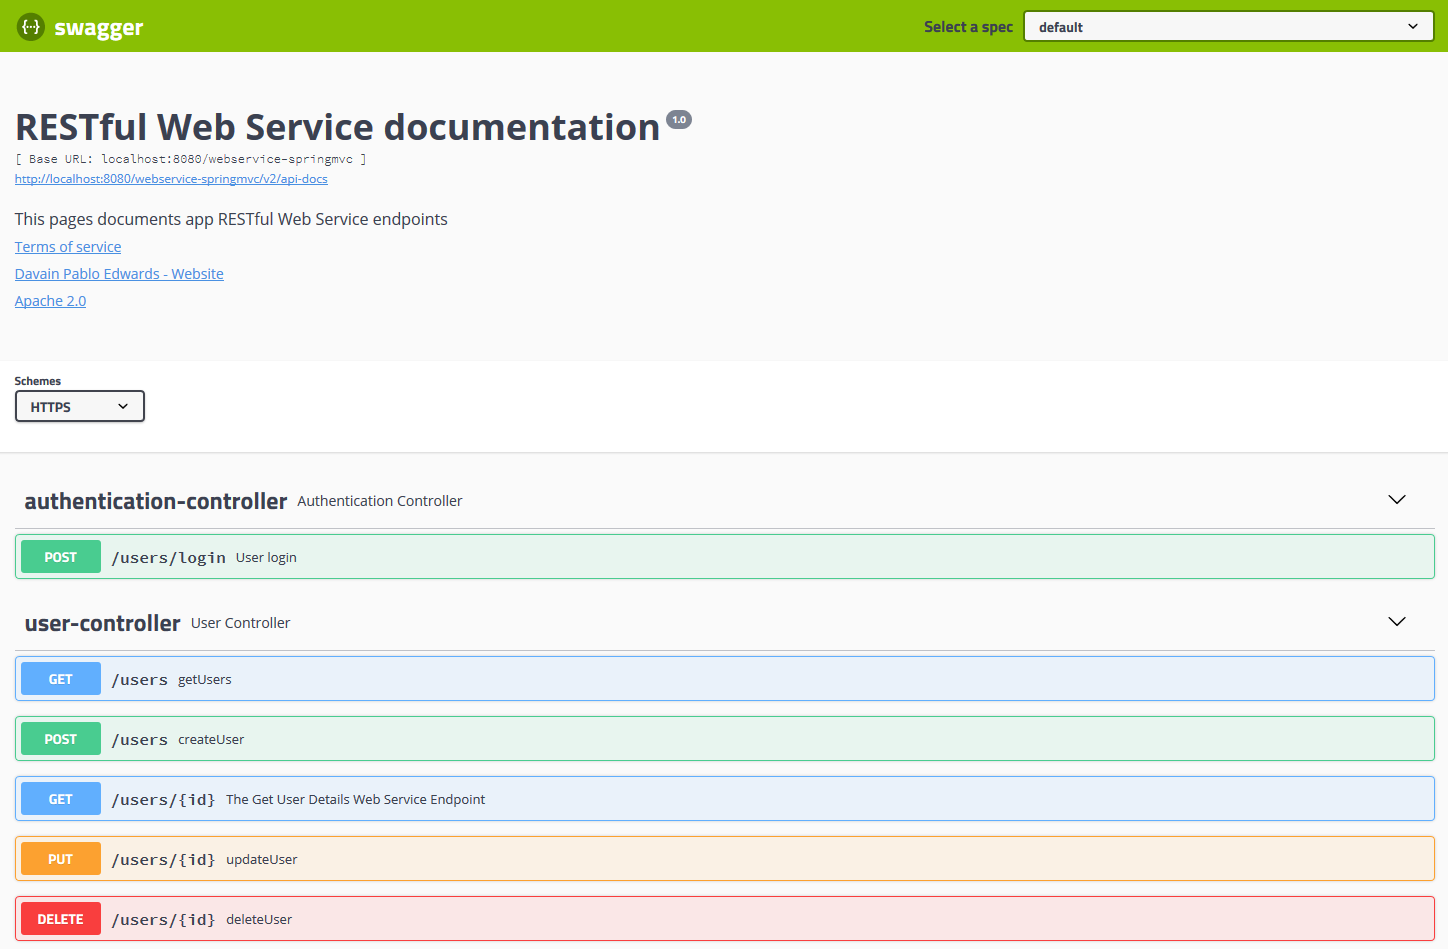 {···} swagger Select a spec default
RESTful Web Service documentation 1.0
[ Base URL: localhost:8080/webservice-springmvc ]
http://localhost:8080/webservice-springmvc/v2/api-docs
This pages documents app RESTful Web Service endpoints
Terms of service
Davain Pablo Edwards - Website
Apache 2.0
Schemes
HTTPS
authentication-controller Authentication Controller
POST /users/login User login
user-controller User Controller
GET /users getUsers
POST /users createUser
GET /users/{id} The Get User Details Web Service Endpoint
PUT /users/{id} updateUser
DELETE /users/{id} deleteUser